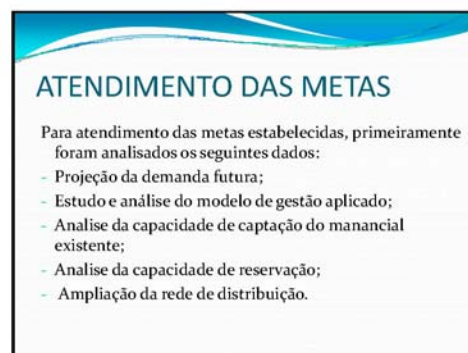 ATENDIMENTO DAS METAS
Para atendimento das metas estabelecidas, primeiramente
foram analisados os seguintes dados:
- Projeção da demanda futura;
- Estudo e análise do modelo de gestão aplicado;
- Analise da capacidade de captação do manancial
existente;
- Analise da capacidade de reservação;
- Ampliação da rede de distribuição.